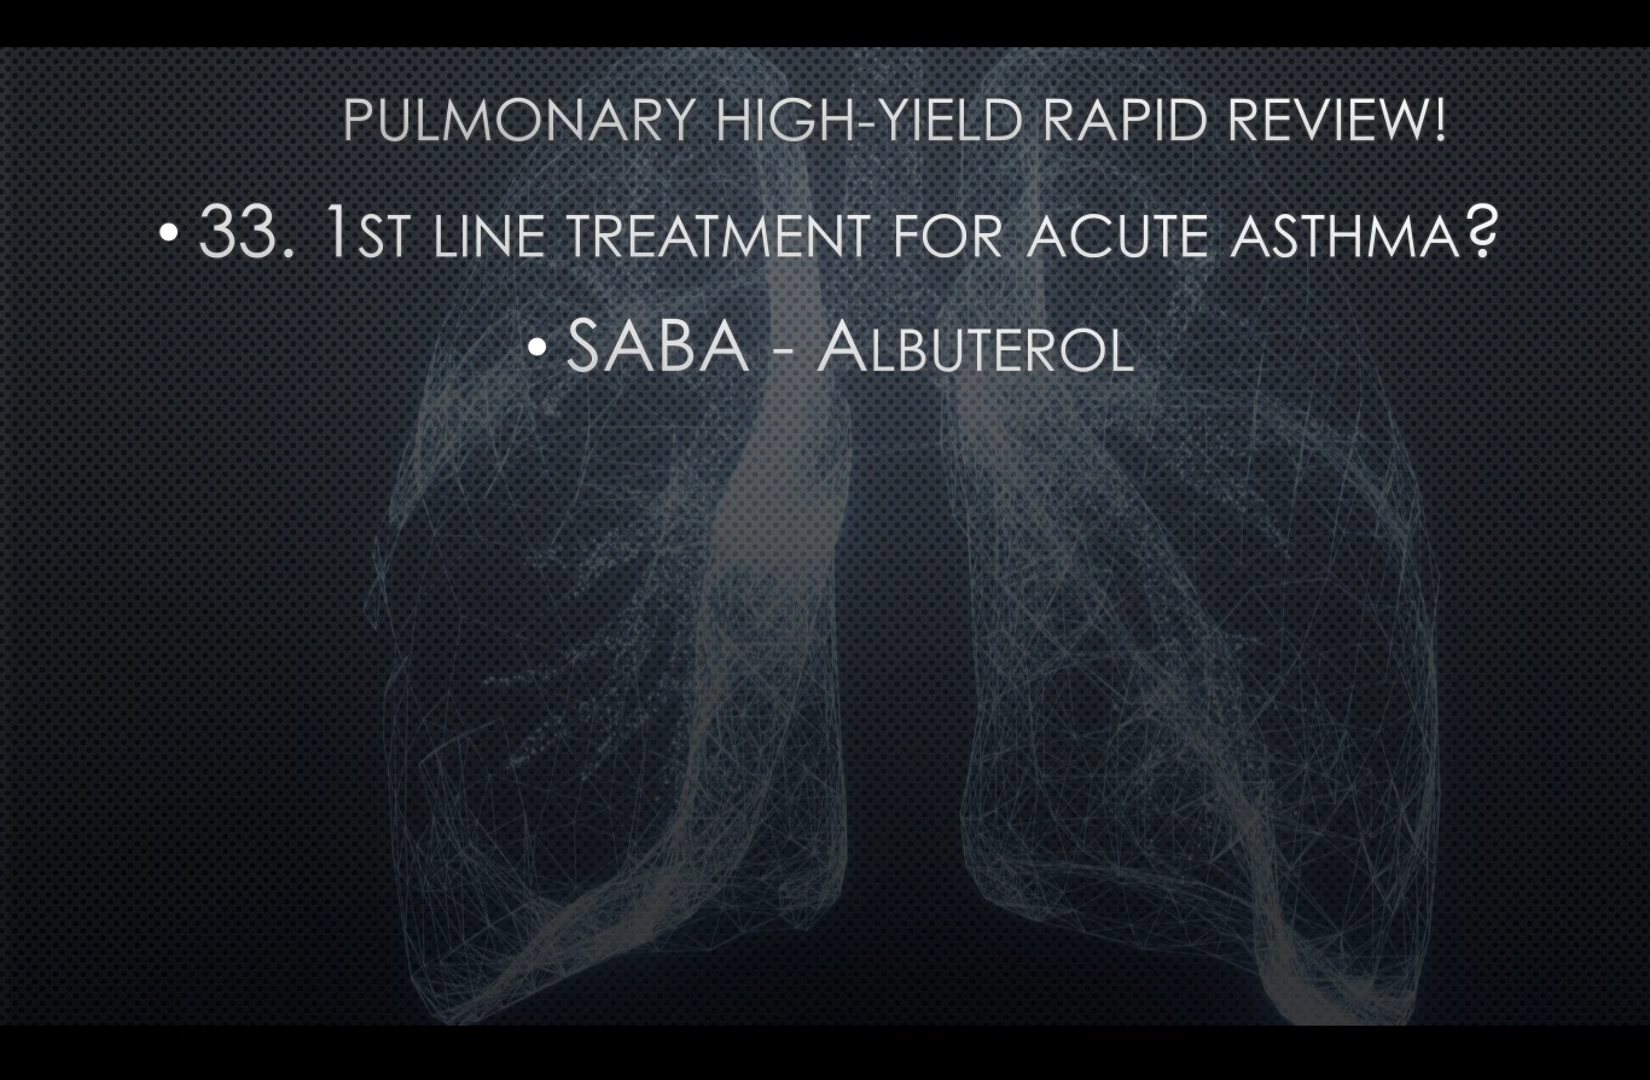 PULMONARY HIGH-YIELD RAPID REVIEW!
• 33. 1ST LINE TREATMENT FOR ACUTE ASTHMA?
• SABA - ALBUTEROL